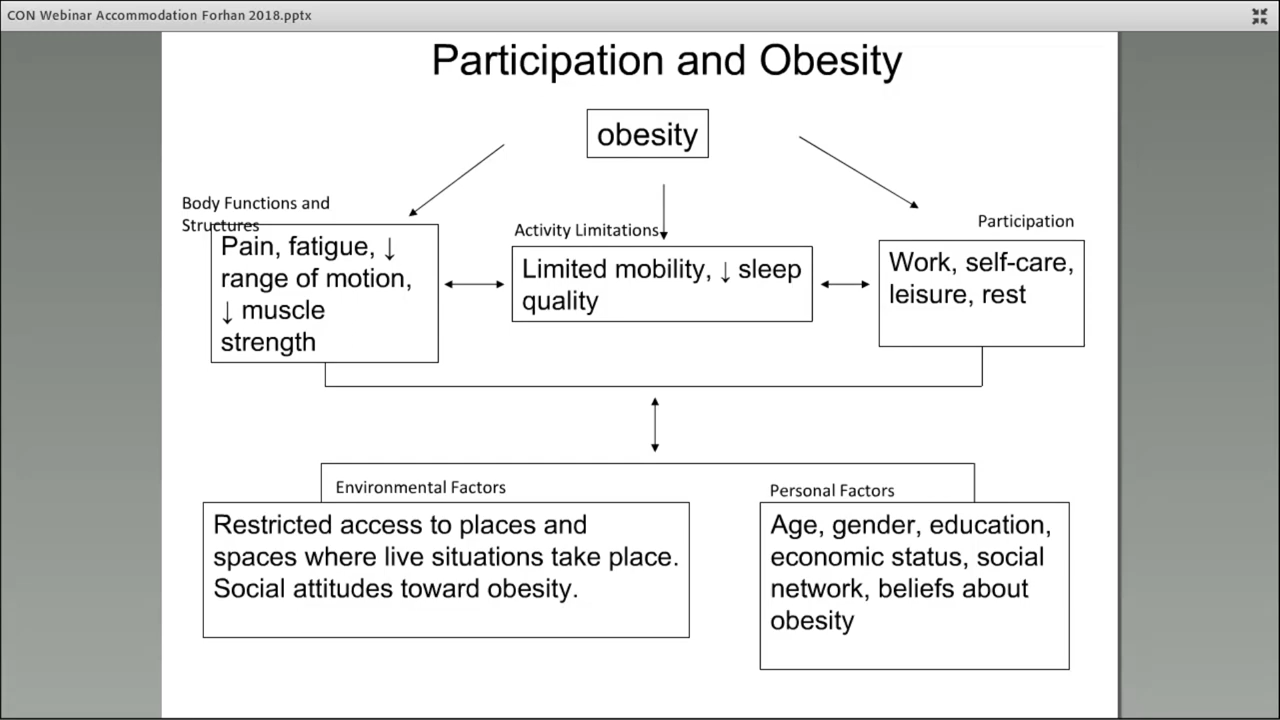 CON Webinar Accommodation Forhan 2018.pptx
Participation and Obesity
obesity
Body Functions and
Structures
Pain, fatigue, ↓
range of motion,
↓ muscle
strength
Activity Limitations
Limited mobility, ↓ sleep
quality
Participation
Work, self-care,
leisure, rest
Environmental Factors
Restricted access to places and
spaces where live situations take place.
Social attitudes toward obesity.
Personal Factors
Age, gender, education,
economic status, social
network, beliefs about
obesity